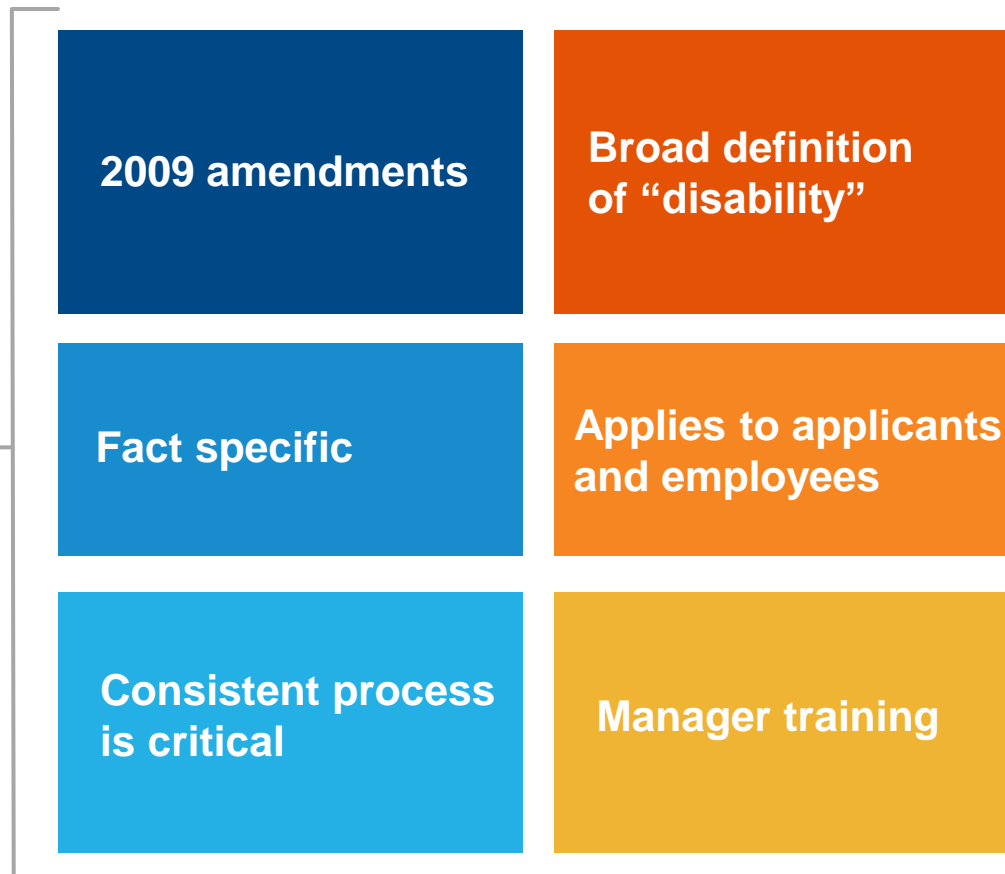 2009 amendments
Broad definition
of “disability”
Fact specific
Applies to applicants
and employees
Consistent process
is critical
Manager training